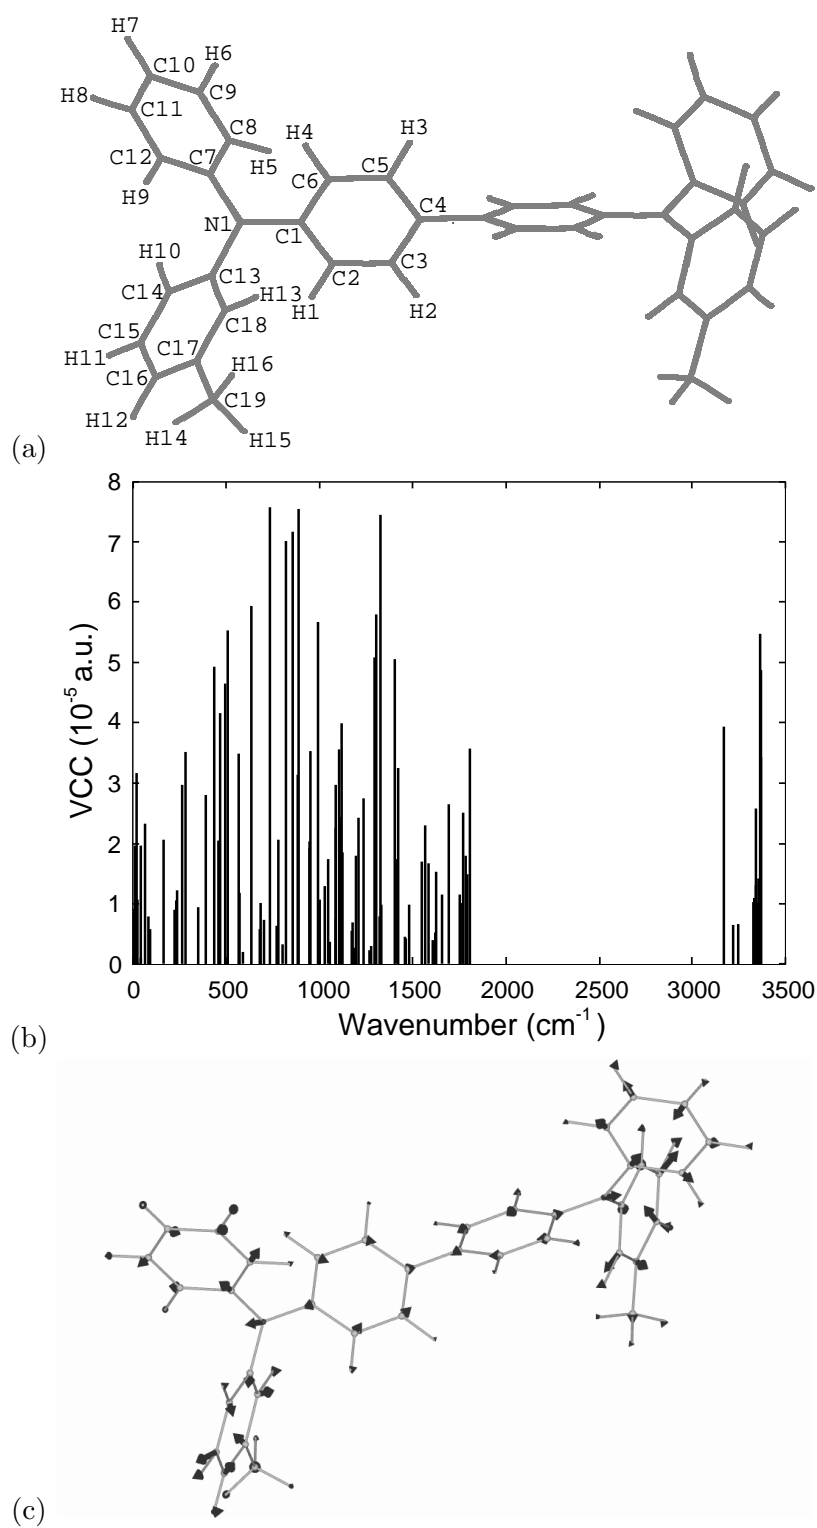 H7
H6
C10
H8 C9
C11
C8 H4 H3
C12 C7 H5 C5
H9 C6
N1 C1 C4
H10 C13 C2 C3
C14 H13 H1 H2
C15 C17 C18
H11 H16
C16 C19
H12 H14 H15
(a)
8
7
6
5
4
3
2
1
0
VCC (10⁻⁵ a.u.)
0 500 1000 1500 2000 2500 3000 3500
Wavenumber (cm⁻¹)
(b)
(c)